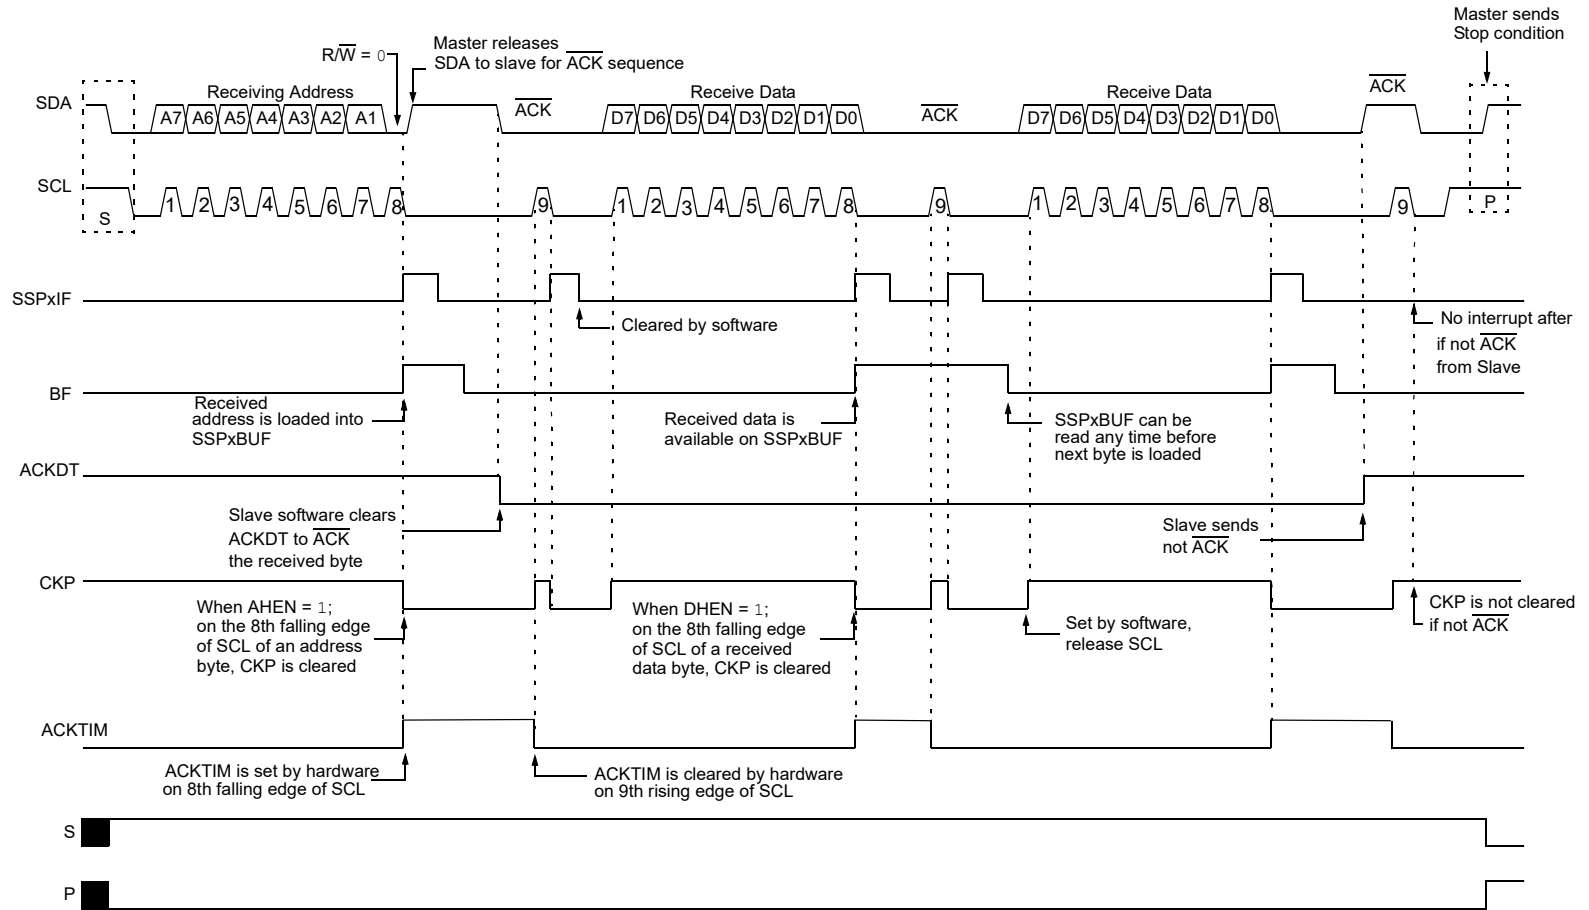 Master sends
Stop condition
Master releases
SDA to slave for ACK sequence
R/W = 0
SDA
Receiving Address
A7 A6 A5 A4 A3 A2 A1
ACK
Receive Data
D7 D6 D5 D4 D3 D2 D1 D0
ACK
Receive Data
D7 D6 D5 D4 D3 D2 D1 D0
ACK
SCL
S
1 2 3 4 5 6 7 8 9
1 2 3 4 5 6 7 8 9
1 2 3 4 5 6 7 8 9
P
SSPxIF
Cleared by software
No interrupt after
if not ACK
from Slave
BF
Received
address is loaded into
SSPxBUF
Received data is
available on SSPxBUF
SSPxBUF can be
read any time before
next byte is loaded
ACKDT
Slave software clears
ACKDT to ACK
the received byte
Slave sends
not ACK
CKP
When AHEN = 1;
on the 8th falling edge
of SCL of an address
byte, CKP is cleared
When DHEN = 1;
on the 8th falling edge
of SCL of a received
data byte, CKP is cleared
Set by software,
release SCL
CKP is not cleared
if not ACK
ACKTIM
ACKTIM is set by hardware
on 8th falling edge of SCL
ACKTIM is cleared by hardware
on 9th rising edge of SCL
S
P